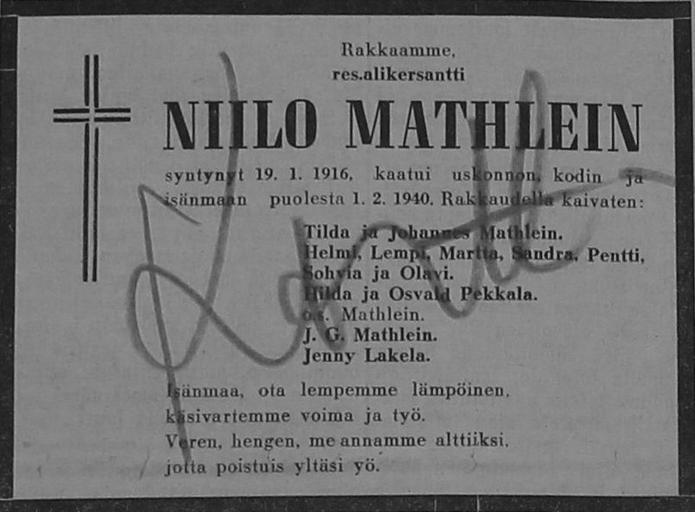 Rakkaamme,
res.alikersantti
NIILO MATHLEIN
syntynyt 19. 1. 1916, kaatui uskonnon, kodin ja
isänmaan puolesta 1. 2. 1940. Rakkaudella kaivaten:
Tilda ja Johannes Mathlein.
Helmi, Lempi, Martta, Sandra, Pentti,
Sohvia ja Olavi.
Hilda ja Osvald Pekkala.
o.s. Mathlein.
J. G. Mathlein.
Jenny Lakela.
Isänmaa, ota lempemme lämpöinen,
käsivartemme voima ja työ.
Veren, hengen, me annamme alttiiksi,
jotta poistuis yltäsi yö.